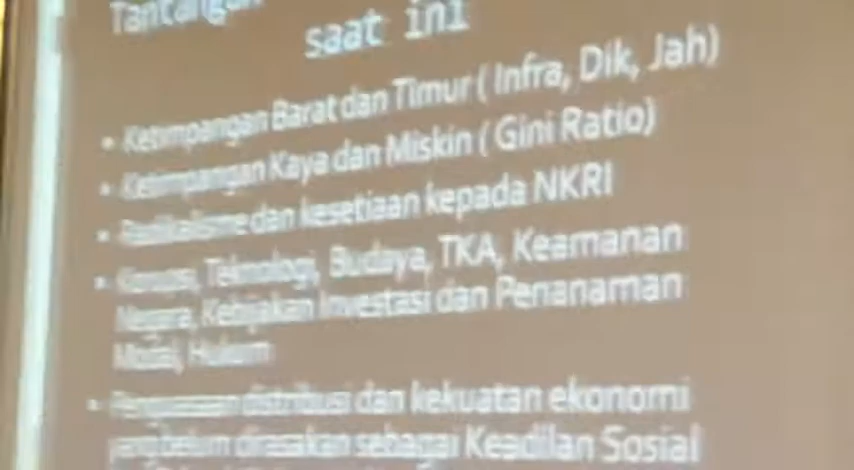 Tantangan
saat ini
• Ketimpangan Barat dan Timur ( Infra, Dik, Jah)
• Ketimpangan Kaya dan Miskin ( Gini Ratio)
• Radikalisme dan kesetiaan kepada NKRI
• Korupsi, Teknologi, Budaya, TKA, Keamanan
Negara, Kebijakan Investasi dan Penanaman
Modal, Hukum
• distribusi dan kekuatan ekonomi
yang belum dirasakan sebagai Keadilan Sosial